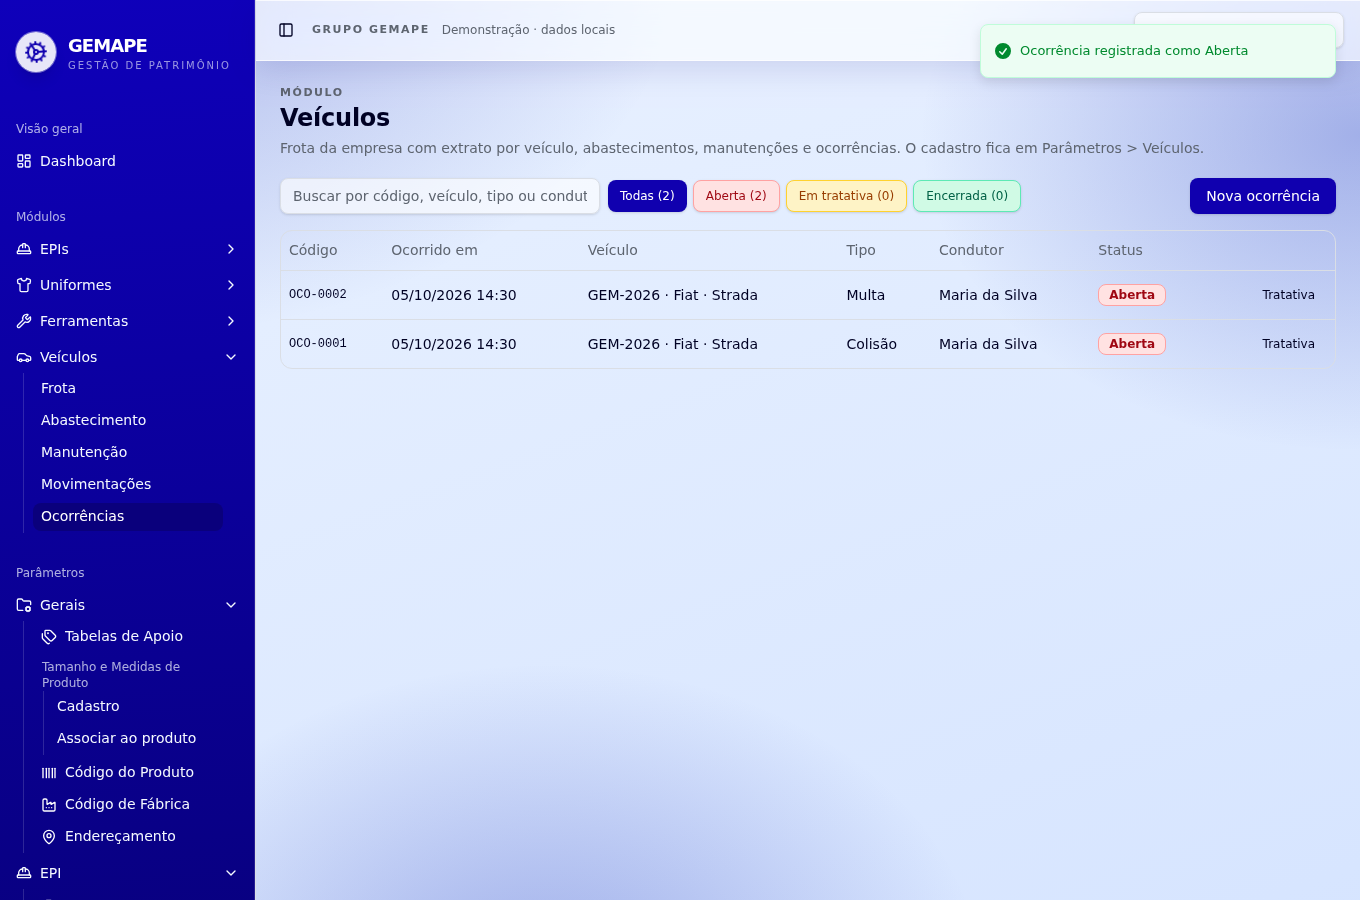 GEMAPE
GESTÃO DE PATRIMÔNIO
Visão geral
Dashboard
Módulos
EPIs
Uniformes
Ferramentas
Veículos
Frota
Abastecimento
Manutenção
Movimentações
Ocorrências
Parâmetros
Gerais
Tabelas de Apoio
Tamanho e Medidas de
Produto
Cadastro
Associar ao produto
Código do Produto
Código de Fábrica
Endereçamento
EPI
GRUPO GEMAPE Demonstração · dados locais
Ocorrência registrada como Aberta
MÓDULO
Veículos
Frota da empresa com extrato por veículo, abastecimentos, manutenções e ocorrências. O cadastro fica em Parâmetros > Veículos.
Buscar por código, veículo, tipo ou condut Todas (2) Aberta (2) Em tratativa (0) Encerrada (0) Nova ocorrência
Código Ocorrido em Veículo Tipo Condutor Status
OCO-0002 05/10/2026 14:30 GEM-2026 · Fiat · Strada Multa Maria da Silva Aberta Tratativa
OCO-0001 05/10/2026 14:30 GEM-2026 · Fiat · Strada Colisão Maria da Silva Aberta Tratativa